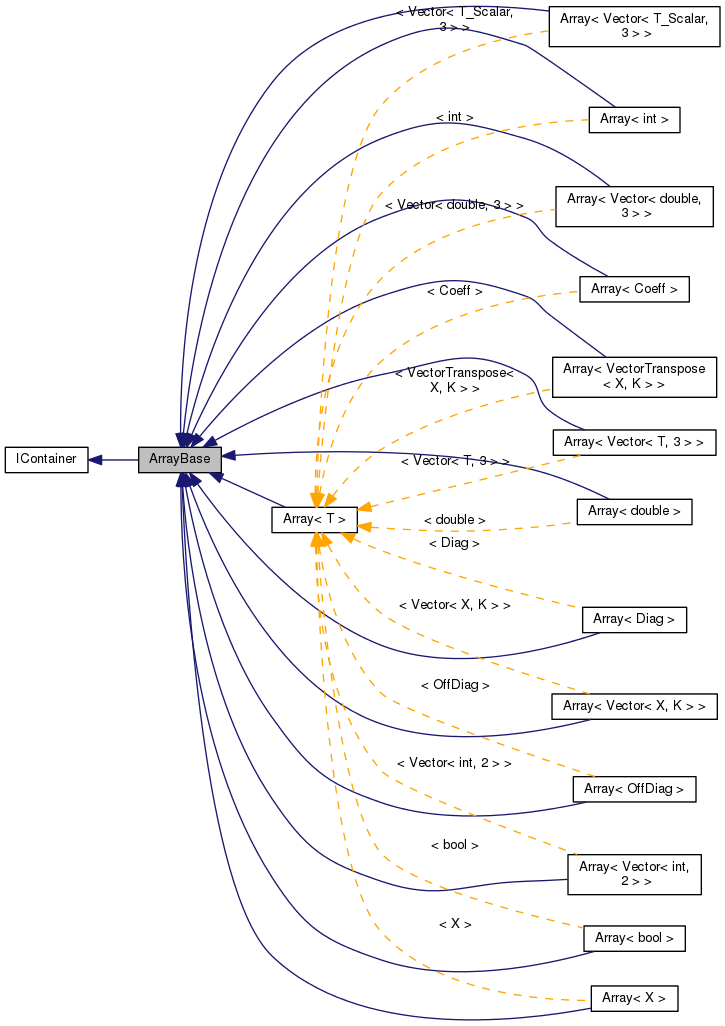 < Vector< T_Scalar,
3 > >
Array< Vector< T_Scalar,
3 > >
< int >
Array< int >
< Vector< double, 3 > >
Array< Vector< double,
3 > >
< Coeff >
Array< Coeff >
< VectorTranspose<
X, K > >
Array< VectorTranspose
< X, K > >
IContainer
ArrayBase
< Vector< T, 3 > >
Array< Vector< T, 3 > >
Array< T >
< double >
Array< double >
< Diag >
Array< Diag >
< Vector< X, K > >
Array< Vector< X, K > >
< OffDiag >
Array< OffDiag >
< Vector< int, 2 > >
Array< Vector< int,
2 > >
< bool >
Array< bool >
< X >
Array< X >